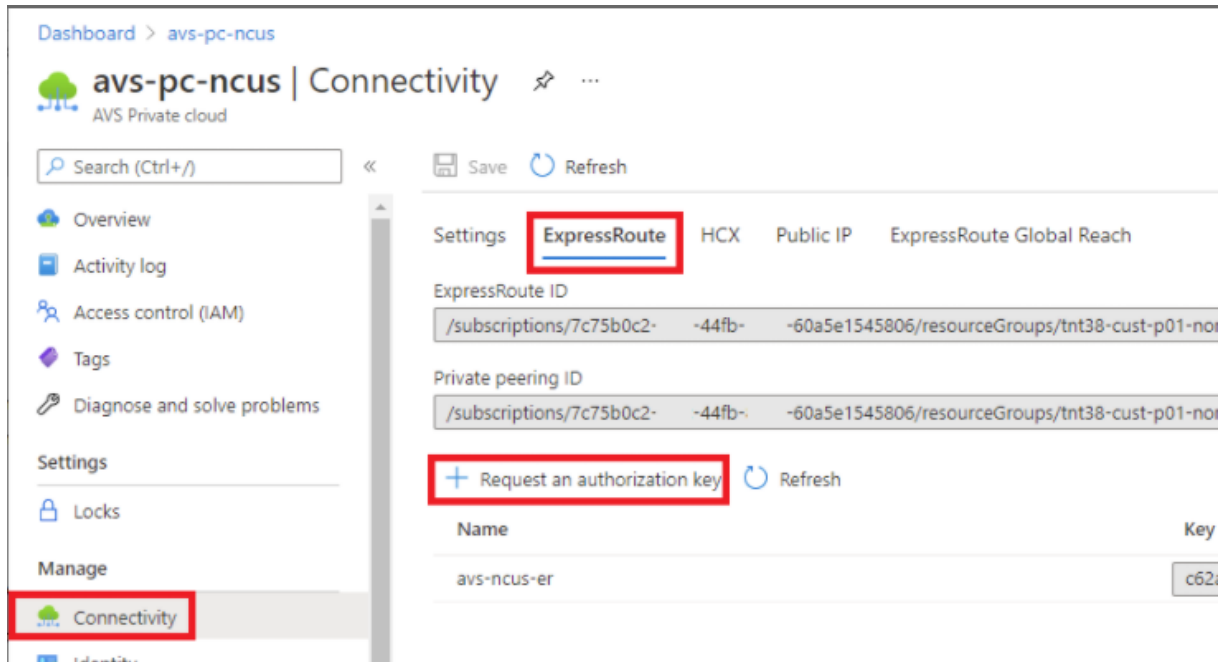 Dashboard > avs-pc-ncus
avs-pc-ncus | Connectivity ...
AVS Private cloud
Search (Ctrl+/) «
Save Refresh
Overview
Activity log
Access control (IAM)
Tags
Diagnose and solve problems
Settings
Locks
Manage
Connectivity
Identity
Settings ExpressRoute HCX Public IP ExpressRoute Global Reach
ExpressRoute ID
/subscriptions/7c75b0c2- -44fb- -60a5e1545806/resourceGroups/tnt38-cust-p01-nor
Private peering ID
/subscriptions/7c75b0c2- -44fb- -60a5e1545806/resourceGroups/tnt38-cust-p01-nor
+ Request an authorization key Refresh
Name Key
avs-ncus-er c62a